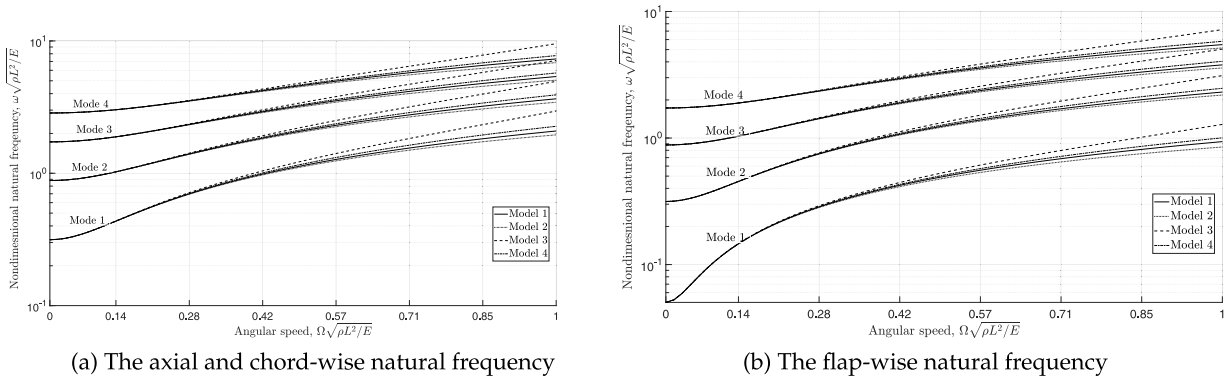 Nondimesnional natural frequency, ω√ρL²/E
10¹
10⁰
10⁻¹
Mode 4
Mode 3
Mode 2
Mode 1
Model 1
Model 2
Model 3
Model 4
0 0.14 0.28 0.42 0.57 0.71 0.85 1
Angular speed, Ω√ρL²/E
(a) The axial and chord-wise natural frequency
Nondimesnional natural frequency, ω√ρL²/E
10¹
10⁰
10⁻¹
Mode 4
Mode 3
Mode 2
Mode 1
Model 1
Model 2
Model 3
Model 4
0 0.14 0.28 0.42 0.57 0.71 0.85 1
Angular speed, Ω√ρL²/E
(b) The flap-wise natural frequency